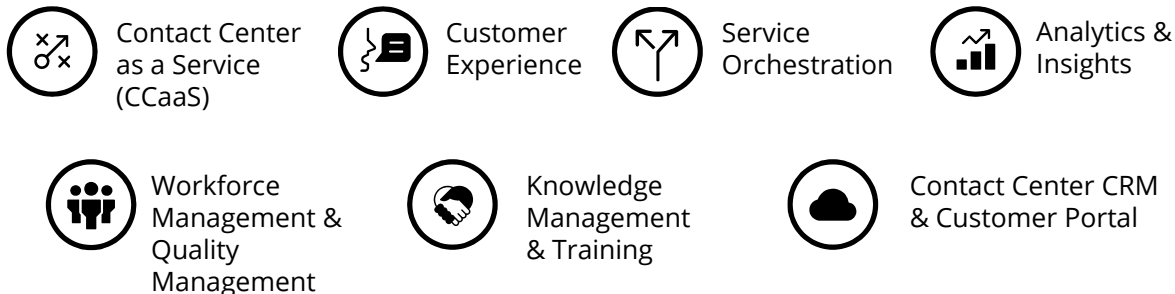 Contact Center
as a Service
(CCaaS)
Customer
Experience
Service
Orchestration
Analytics &
Insights
Workforce
Management &
Quality
Management
Knowledge
Management
& Training
Contact Center CRM
& Customer Portal